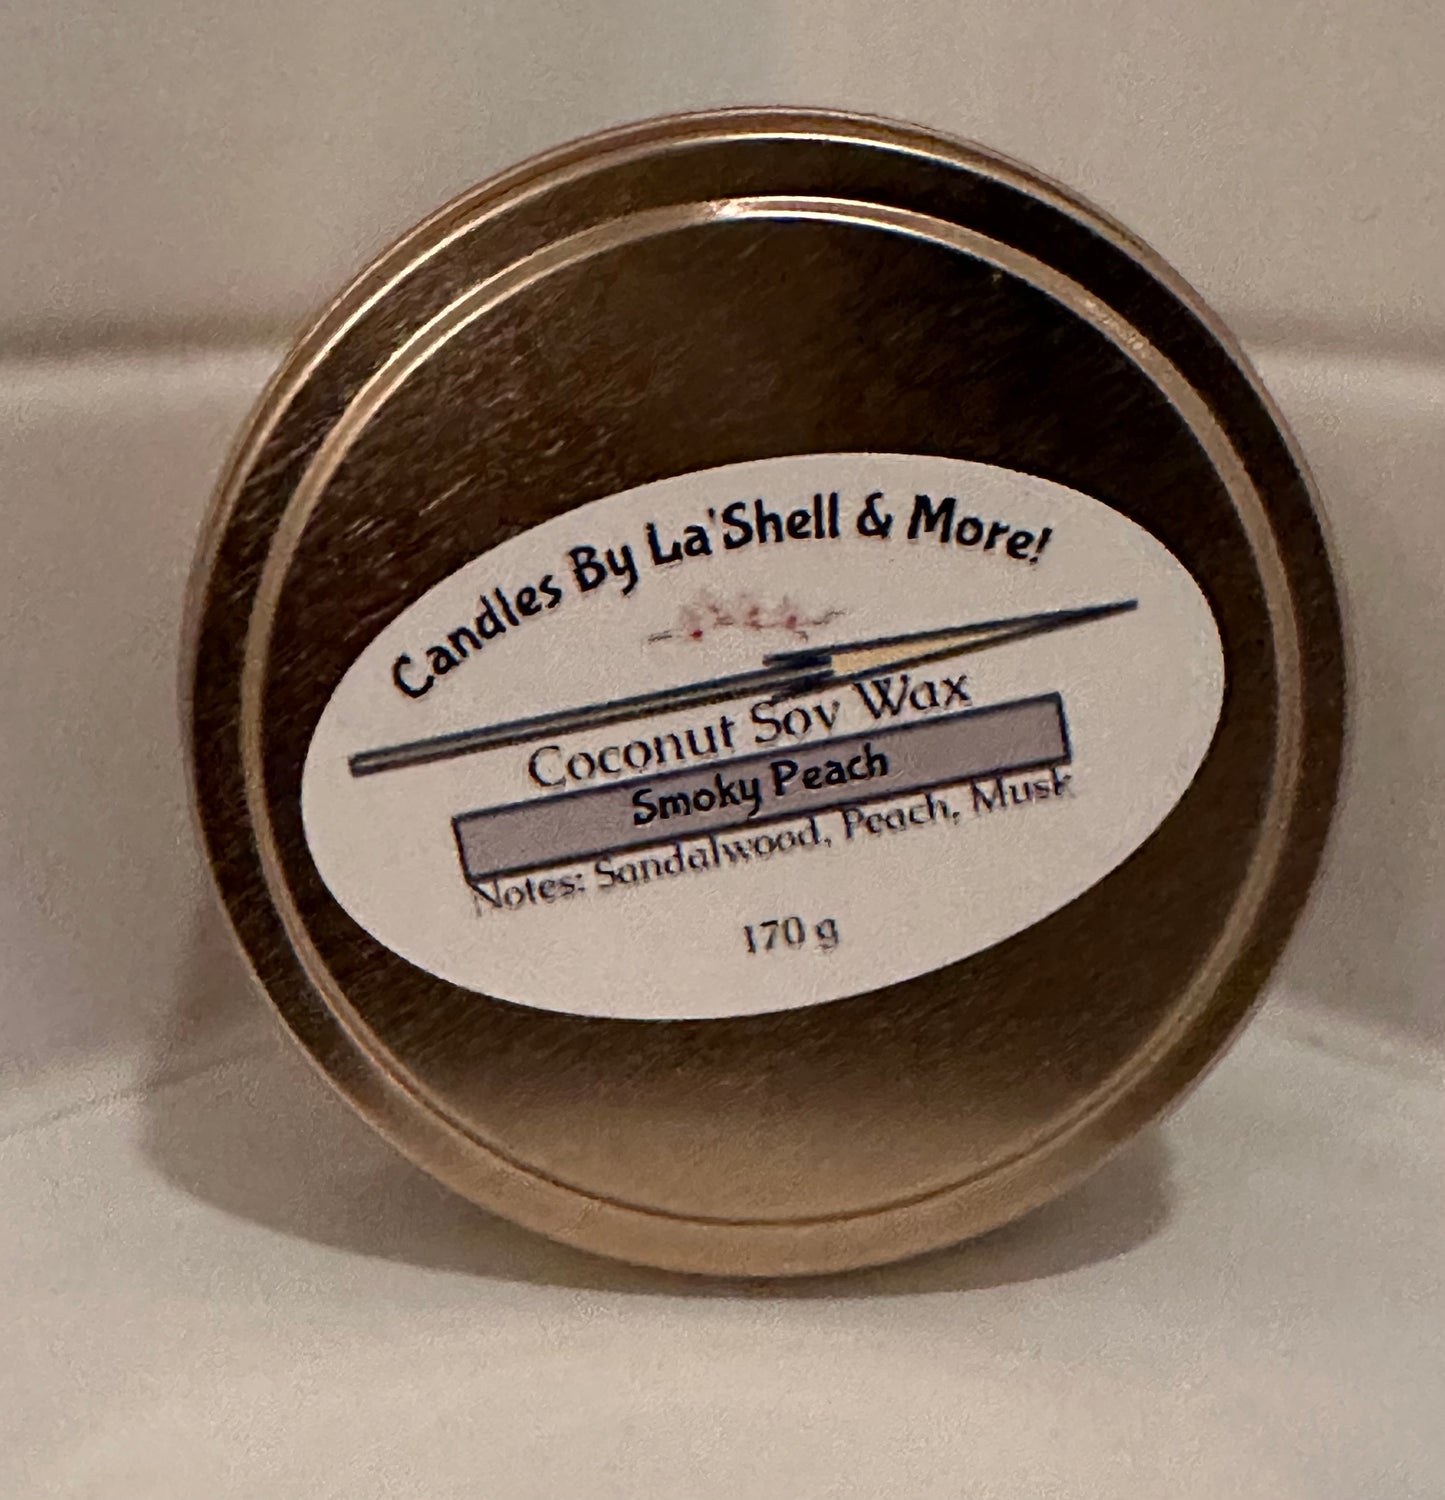 Candles By La'Shell & More!
Coconut Soy Wax
Smoky Peach
Notes: Sandalwood, Peach, Musk
170 g